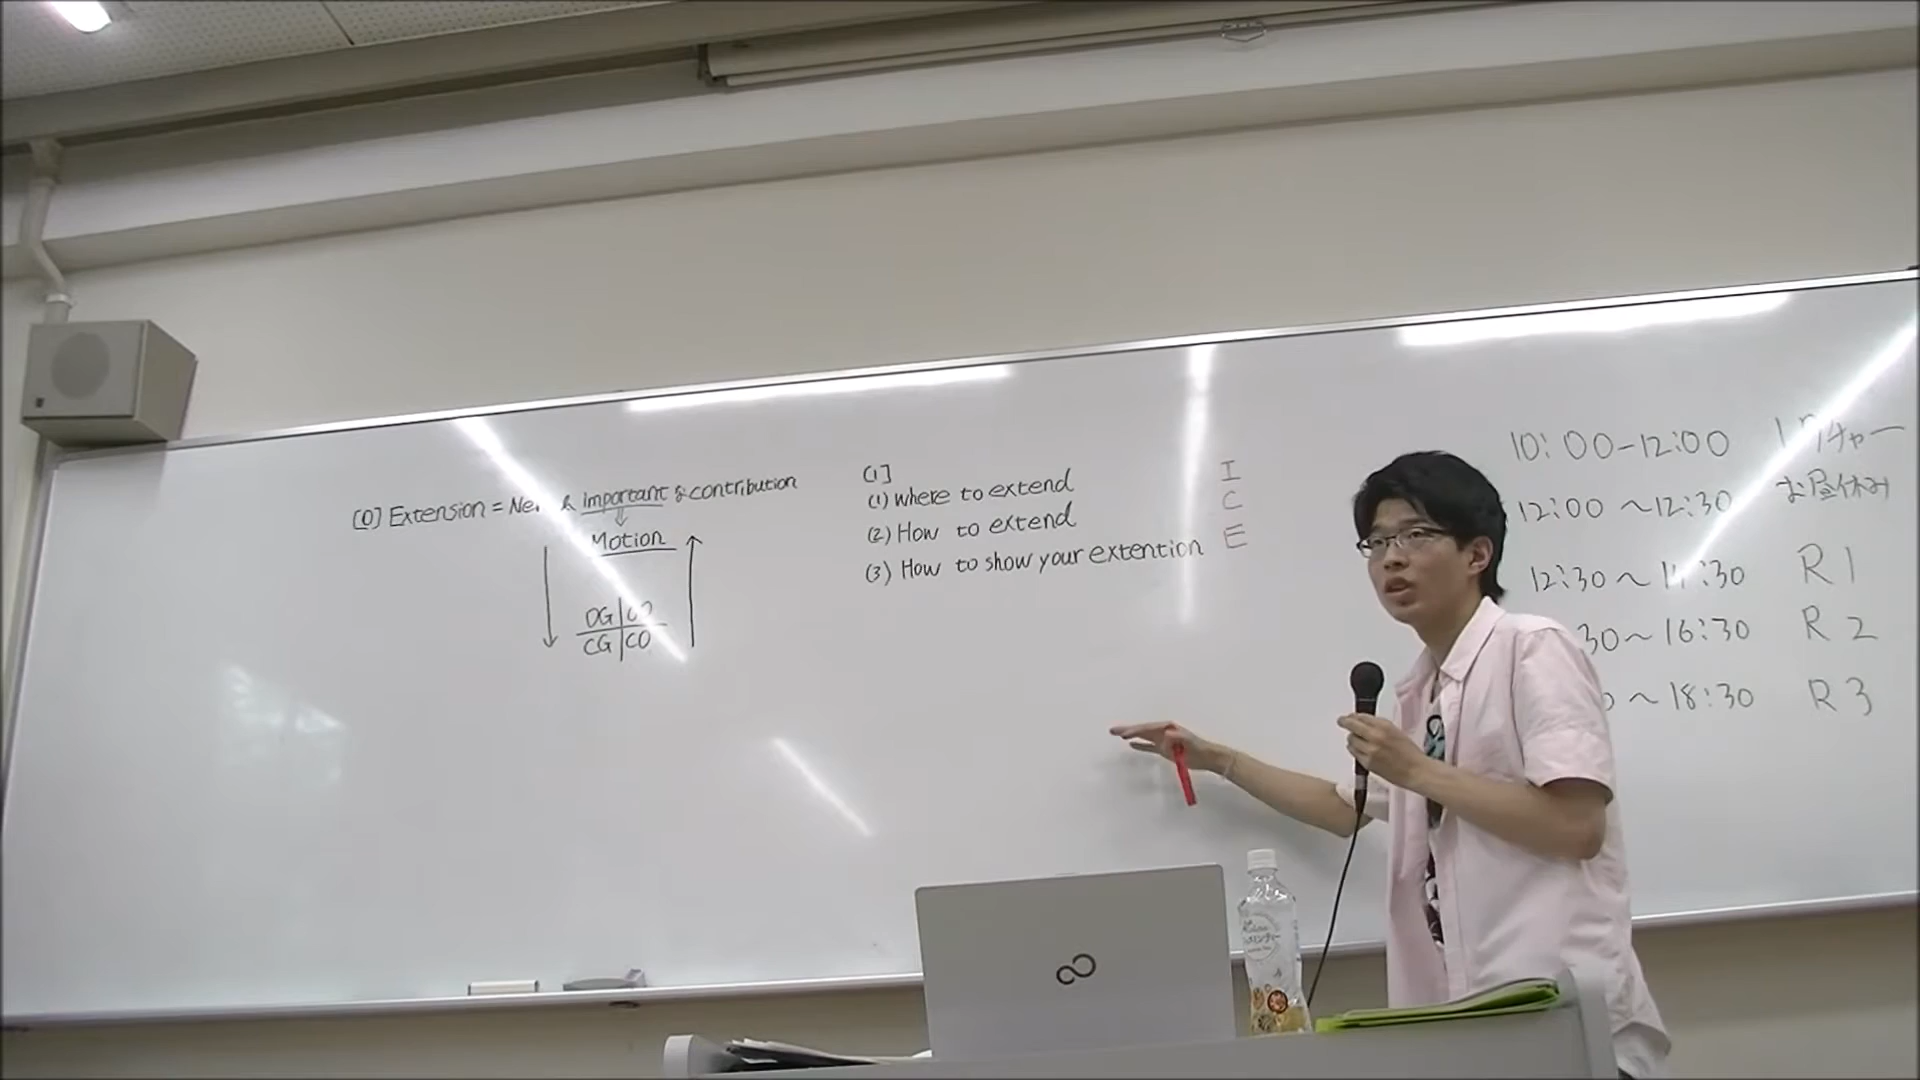 [0] Extension = & important & contribution
Motion
OG
CG CO
[1]
(1) where to extend
(2) How to extend
(3) How to show your extention
I
C
E
10:00-12:00
12:00~12:30 お昼休み
12:30~ :30 R1
30~16:30 R2
~18:30 R3